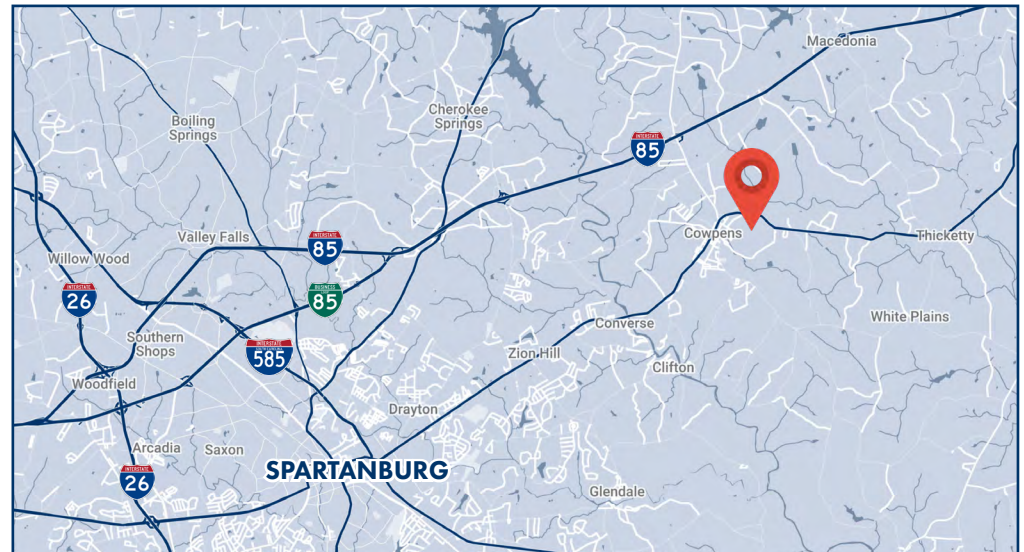 Macedonia
Boiling
Springs
Cherokee
Springs
INTERSTATE
85
Valley Falls
INTERSTATE
85
Cowpens
Thicketty
Willow Wood
INTERSTATE
26
BUSINESS
85
White Plains
Converse
Southern
Shops
INTERSTATE
585
Zion Hill
Clifton
Woodfield
Drayton
Arcadia
Saxon
SPARTANBURG
INTERSTATE
26
Glendale